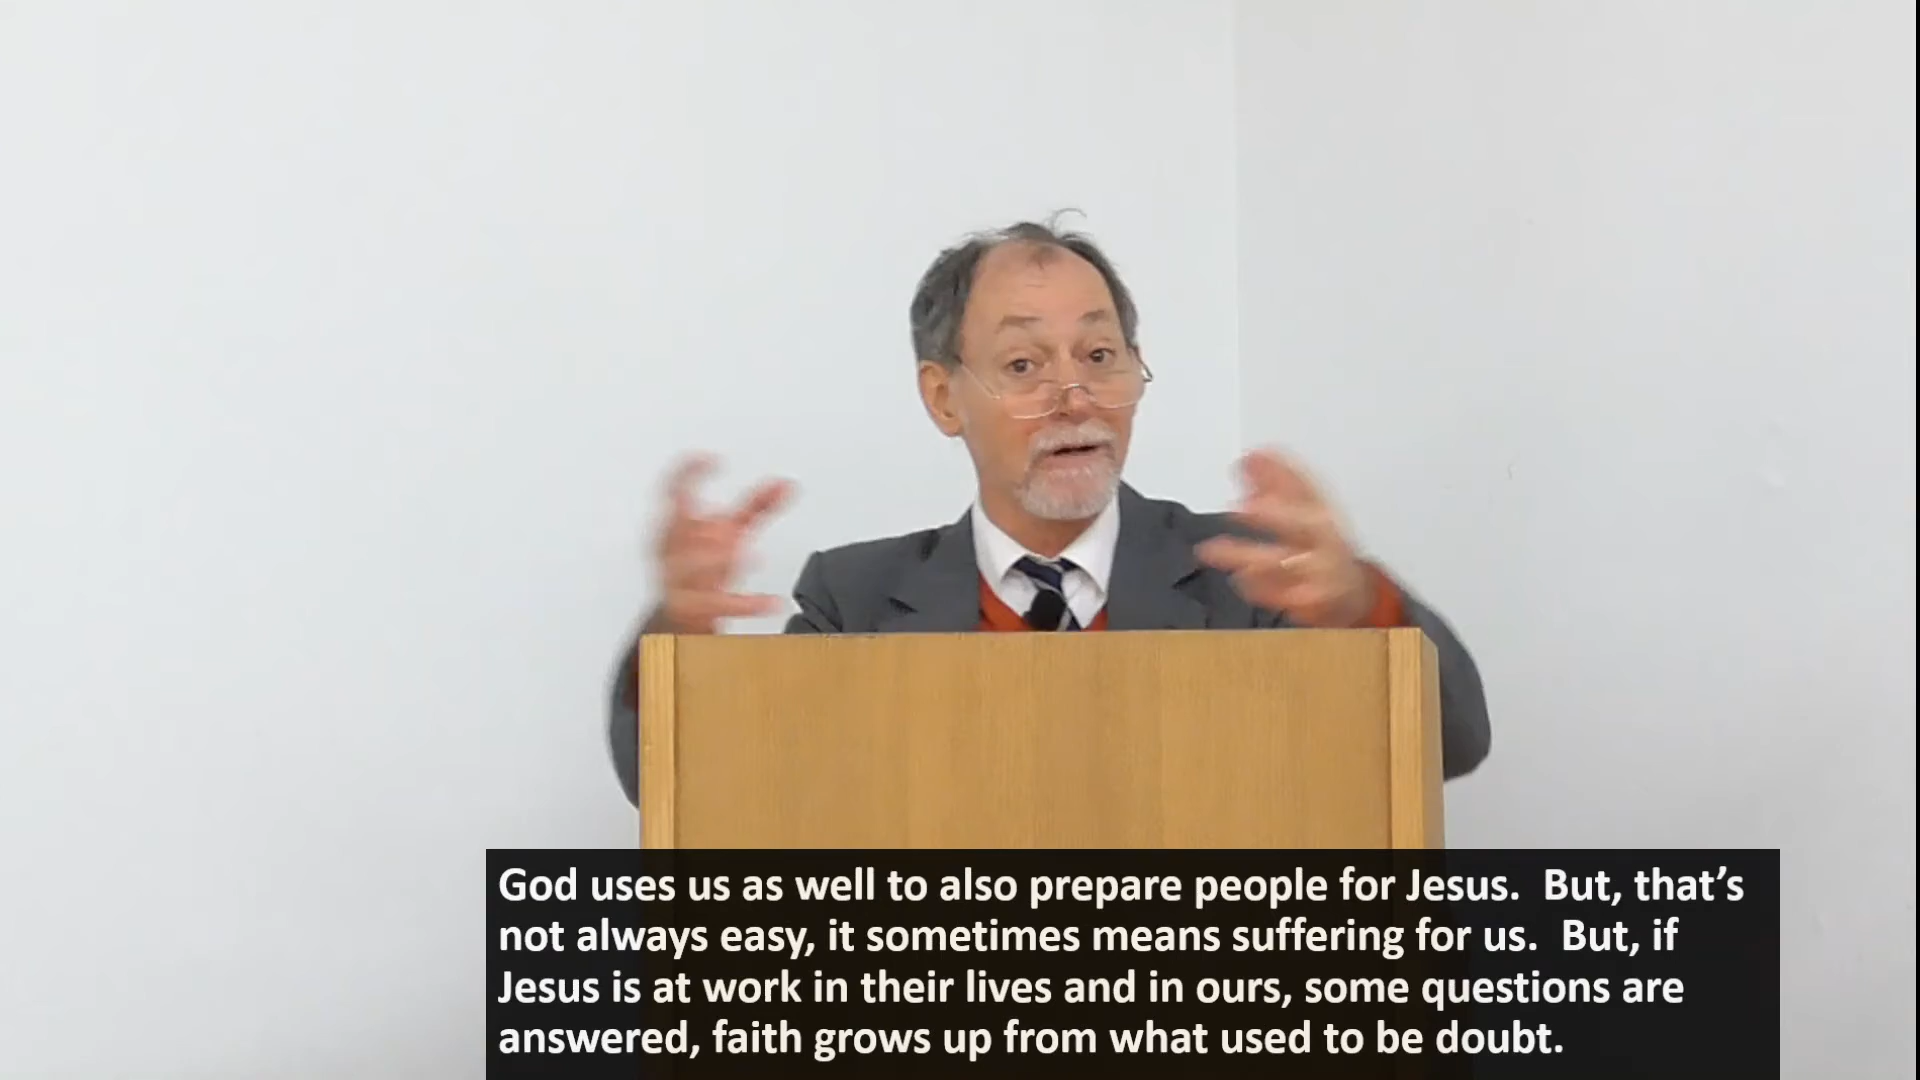 God uses us as well to also prepare people for Jesus.  But, that’s
not always easy, it sometimes means suffering for us.  But, if
Jesus is at work in their lives and in ours, some questions are
answered, faith grows up from what used to be doubt.